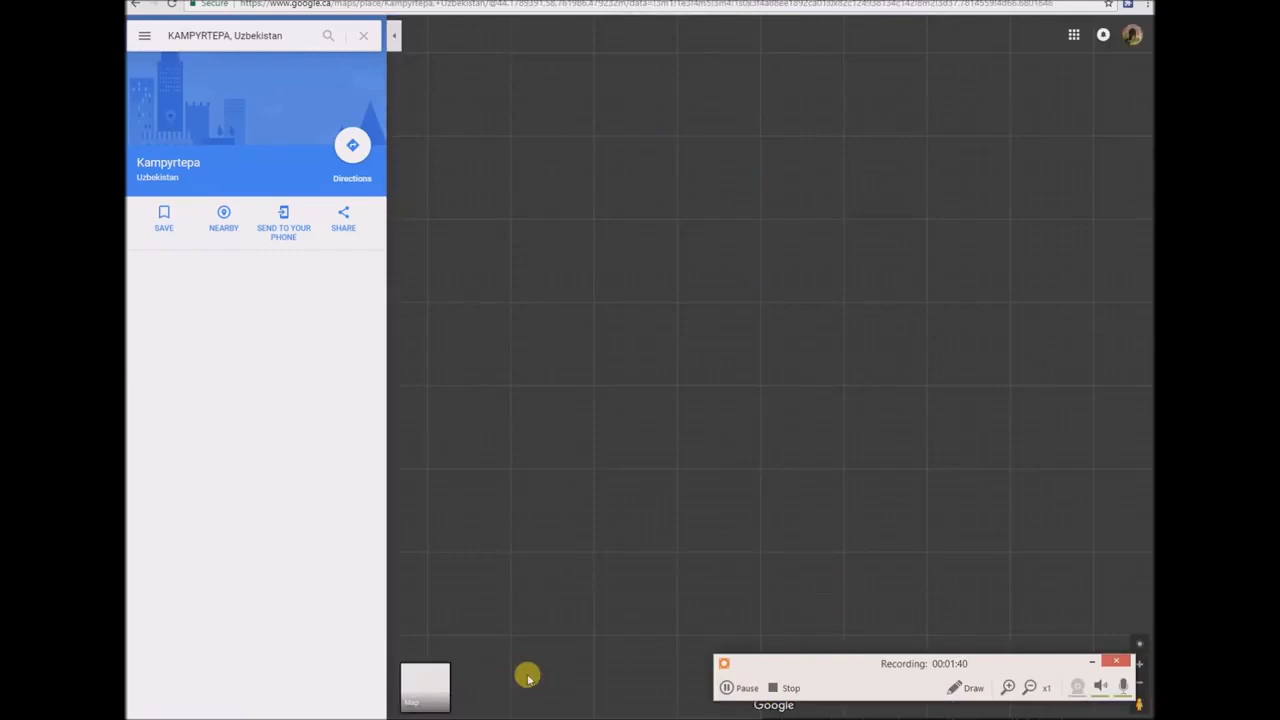 Secure
KAMPYRTEPA, Uzbekistan
Kampyrtepa
Uzbekistan
Directions
SAVE
NEARBY
SEND TO YOUR
PHONE
SHARE
Map
Recording: 00:01:40
Pause
Stop
Draw
x1
Google